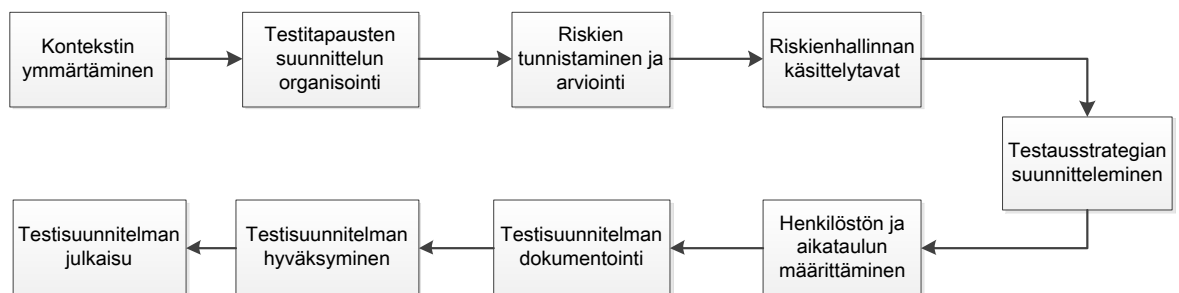 Kontekstin
ymmärtäminen
Testitapausten
suunnittelun
organisointi
Riskien
tunnistaminen ja
arviointi
Riskienhallinnan
käsittelytavat
Testausstrategian
suunnitteleminen
Henkilöstön ja
aikataulun
määrittäminen
Testisuunnitelman
dokumentointi
Testisuunnitelman
hyväksyminen
Testisuunnitelman
julkaisu